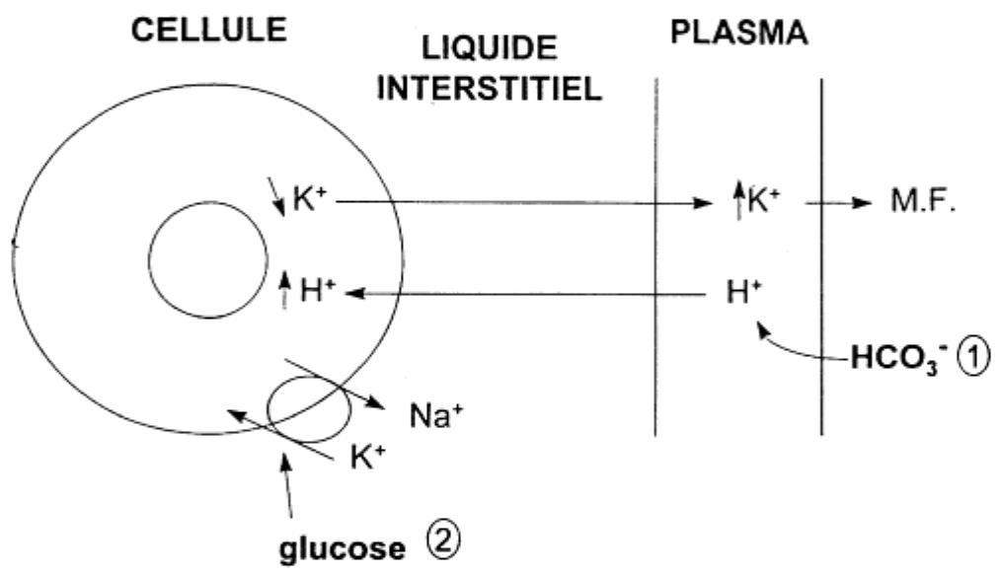 CELLULE
LIQUIDE
INTERSTITIEL
PLASMA
K⁺
K⁺
M.F.
H⁺
H⁺
HCO₃⁻ ①
Na⁺
K⁺
glucose ②